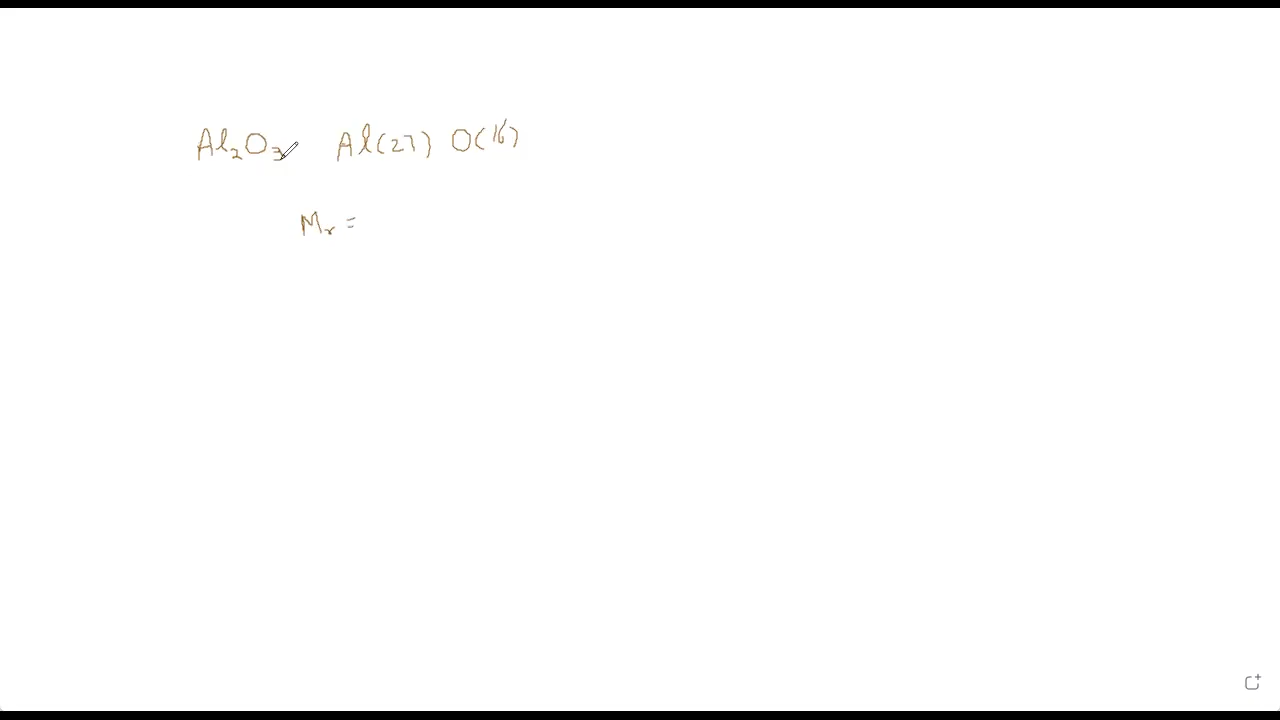 Al₂O₃ Al(27) O(16)
Mᵣ =